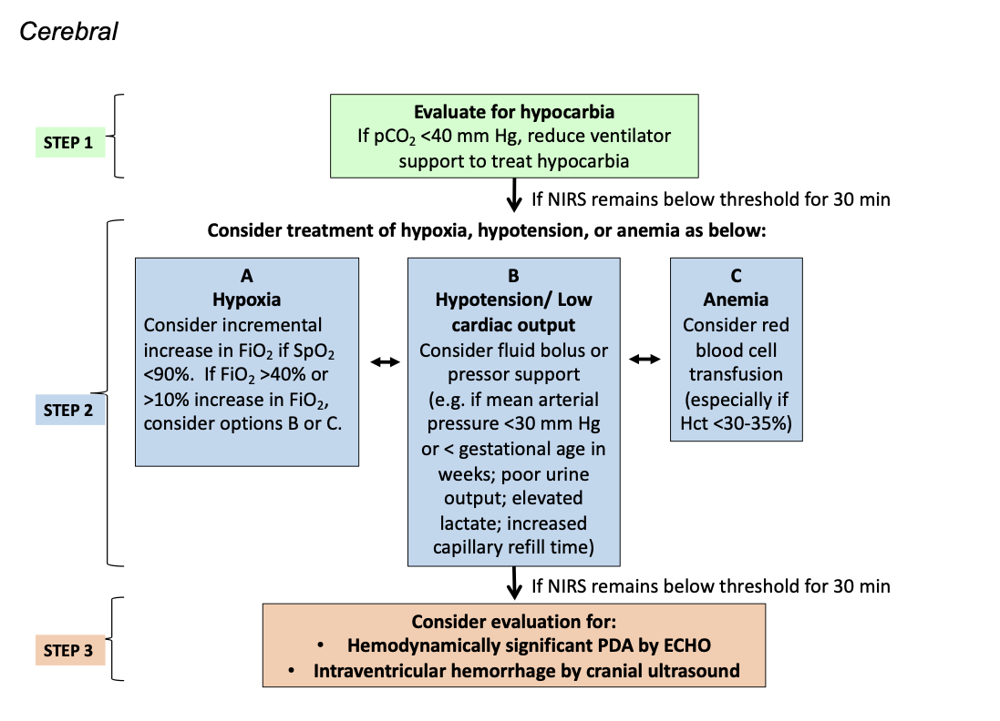 Cerebral
STEP 1
Evaluate for hypocarbia
If pCO₂ <40 mm Hg, reduce ventilator
support to treat hypocarbia
If NIRS remains below threshold for 30 min
STEP 2
Consider treatment of hypoxia, hypotension, or anemia as below:
A
Hypoxia
Consider incremental
increase in FiO₂ if SpO₂
<90%.  If FiO₂ >40% or
>10% increase in FiO₂,
consider options B or C.
B
Hypotension/ Low
cardiac output
Consider fluid bolus or
pressor support
(e.g. if mean arterial
pressure <30 mm Hg
or < gestational age in
weeks; poor urine
output; elevated
lactate; increased
capillary refill time)
C
Anemia
Consider red
blood cell
transfusion
(especially if
Hct <30-35%)
If NIRS remains below threshold for 30 min
STEP 3
Consider evaluation for:
• Hemodynamically significant PDA by ECHO
• Intraventricular hemorrhage by cranial ultrasound